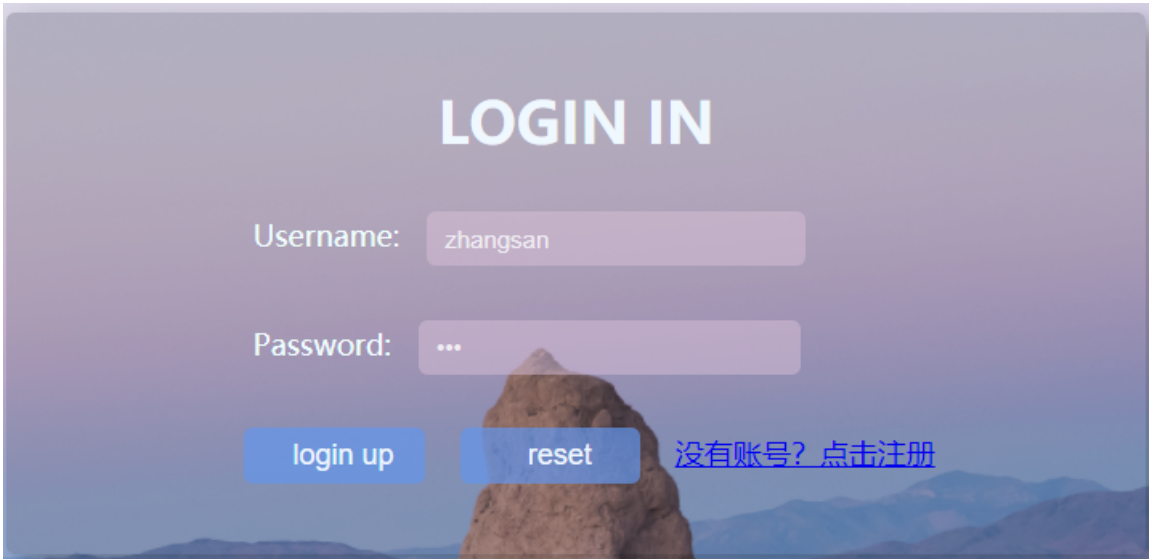 LOGIN IN
Username: zhangsan
Password: •••
login up reset 没有账号？点击注册